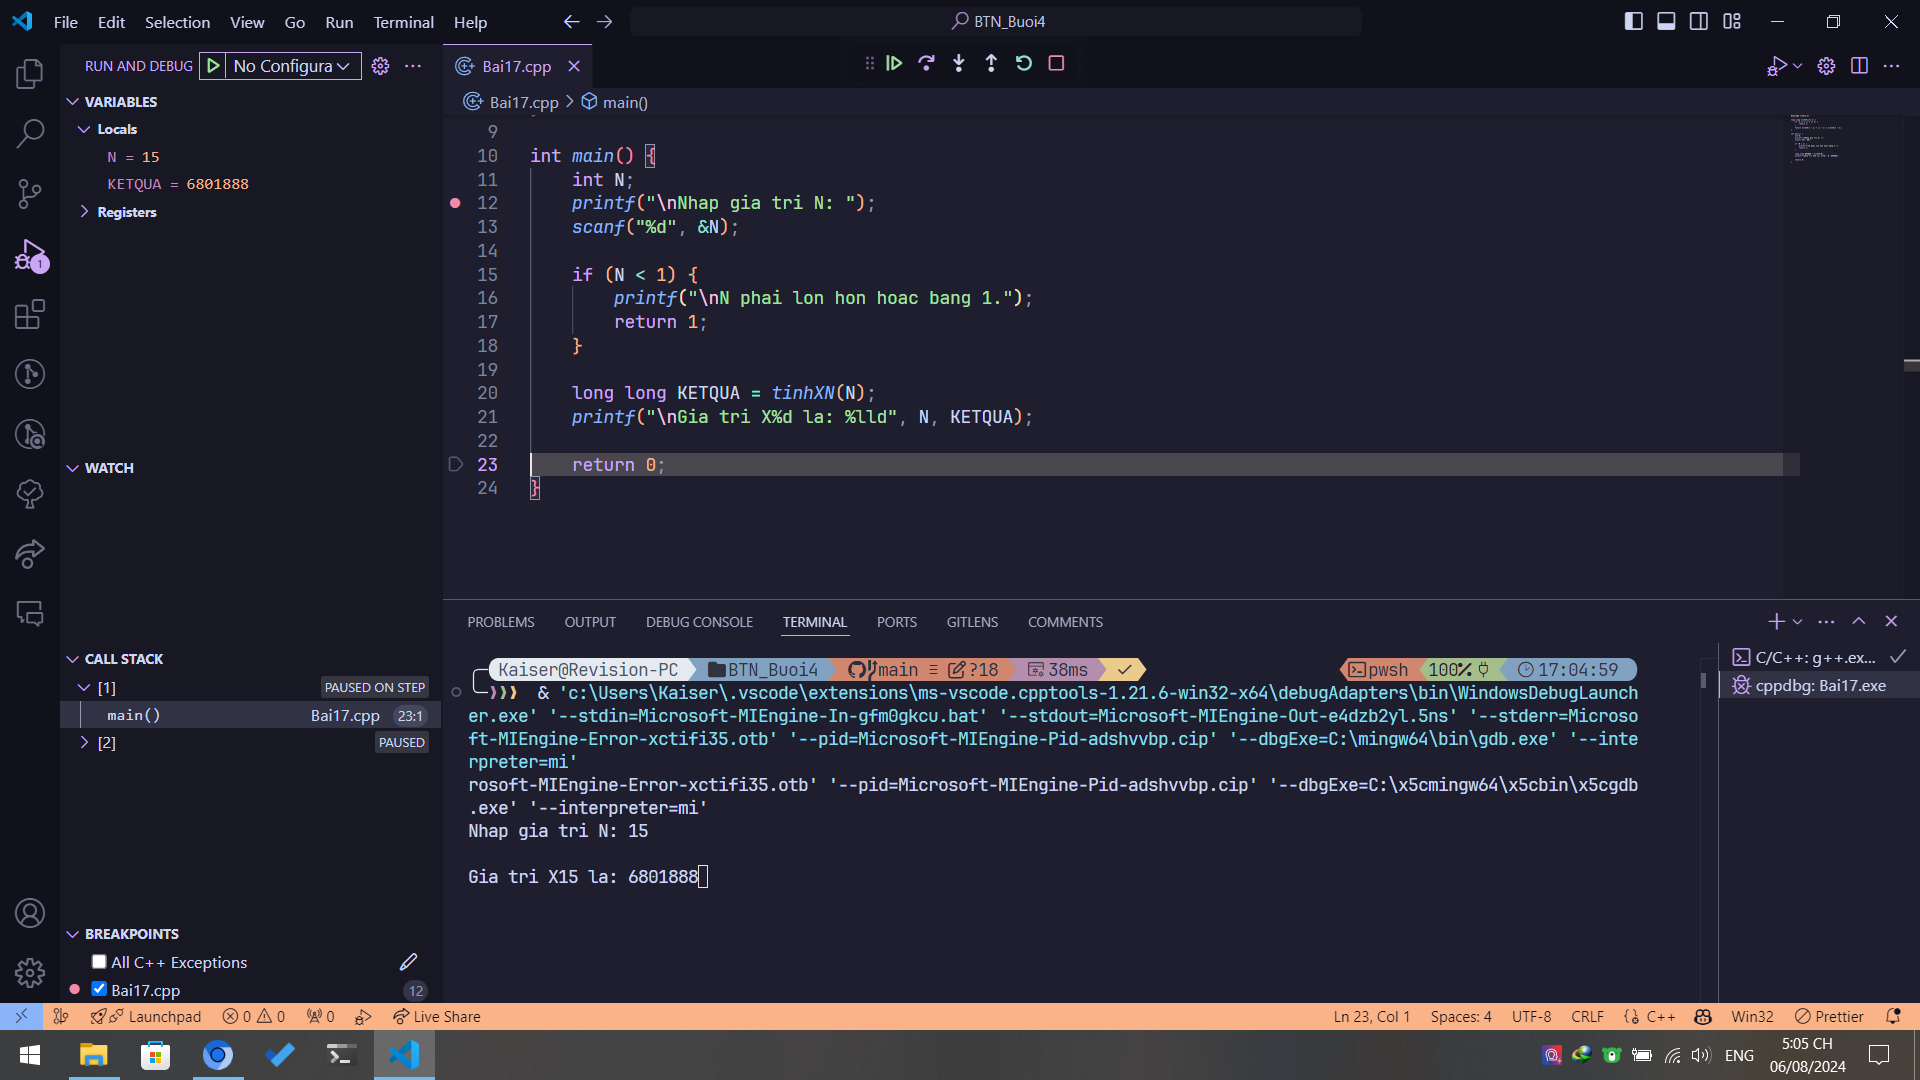 File Edit Selection View Go Run Terminal Help
BTN_Buoi4
RUN AND DEBUG No Configura
VARIABLES
Locals
N = 15
KETQUA = 6801888
Registers
WATCH
CALL STACK
[1] PAUSED ON STEP
main() Bai17.cpp 23:1
[2] PAUSED
BREAKPOINTS
All C++ Exceptions
Bai17.cpp 12
1
Bai17.cpp
Bai17.cpp main()
9
10 int main() {
11 int N;
12 printf("\nNhap gia tri N: ");
13 scanf("%d", &N);
14
15 if (N < 1) {
16 printf("\nN phai lon hon hoac bang 1.");
17 return 1;
18 }
19
20 long long KETQUA = tinhXN(N);
21 printf("\nGia tri X%d la: %lld", N, KETQUA);
22
23 return 0;
24 }
PROBLEMS OUTPUT DEBUG CONSOLE TERMINAL PORTS GITLENS COMMENTS
Kaiser@Revision-PC BTN_Buoi4 main ≡ ?18 38ms pwsh 100% 17:04:59
& 'c:\Users\Kaiser\.vscode\extensions\ms-vscode.cpptools-1.21.6-win32-x64\debugAdapters\bin\WindowsDebugLaunch
er.exe' '--stdin=Microsoft-MIEngine-In-gfm0gkcu.bat' '--stdout=Microsoft-MIEngine-Out-e4dzb2yl.5ns' '--stderr=Microso
ft-MIEngine-Error-xctifi35.otb' '--pid=Microsoft-MIEngine-Pid-adshvvbp.cip' '--dbgExe=C:\mingw64\bin\gdb.exe' '--inte
rpreter=mi'
rosoft-MIEngine-Error-xctifi35.otb' '--pid=Microsoft-MIEngine-Pid-adshvvbp.cip' '--dbgExe=C:\x5cmingw64\x5cbin\x5cgdb
.exe' '--interpreter=mi'
Nhap gia tri N: 15
Gia tri X15 la: 6801888
C/C++: g++.ex...
cppdbg: Bai17.exe
Launchpad 0 0 0 Live Share Ln 23, Col 1 Spaces: 4 UTF-8 CRLF C++ Win32 Prettier
ENG
5:05 CH
06/08/2024